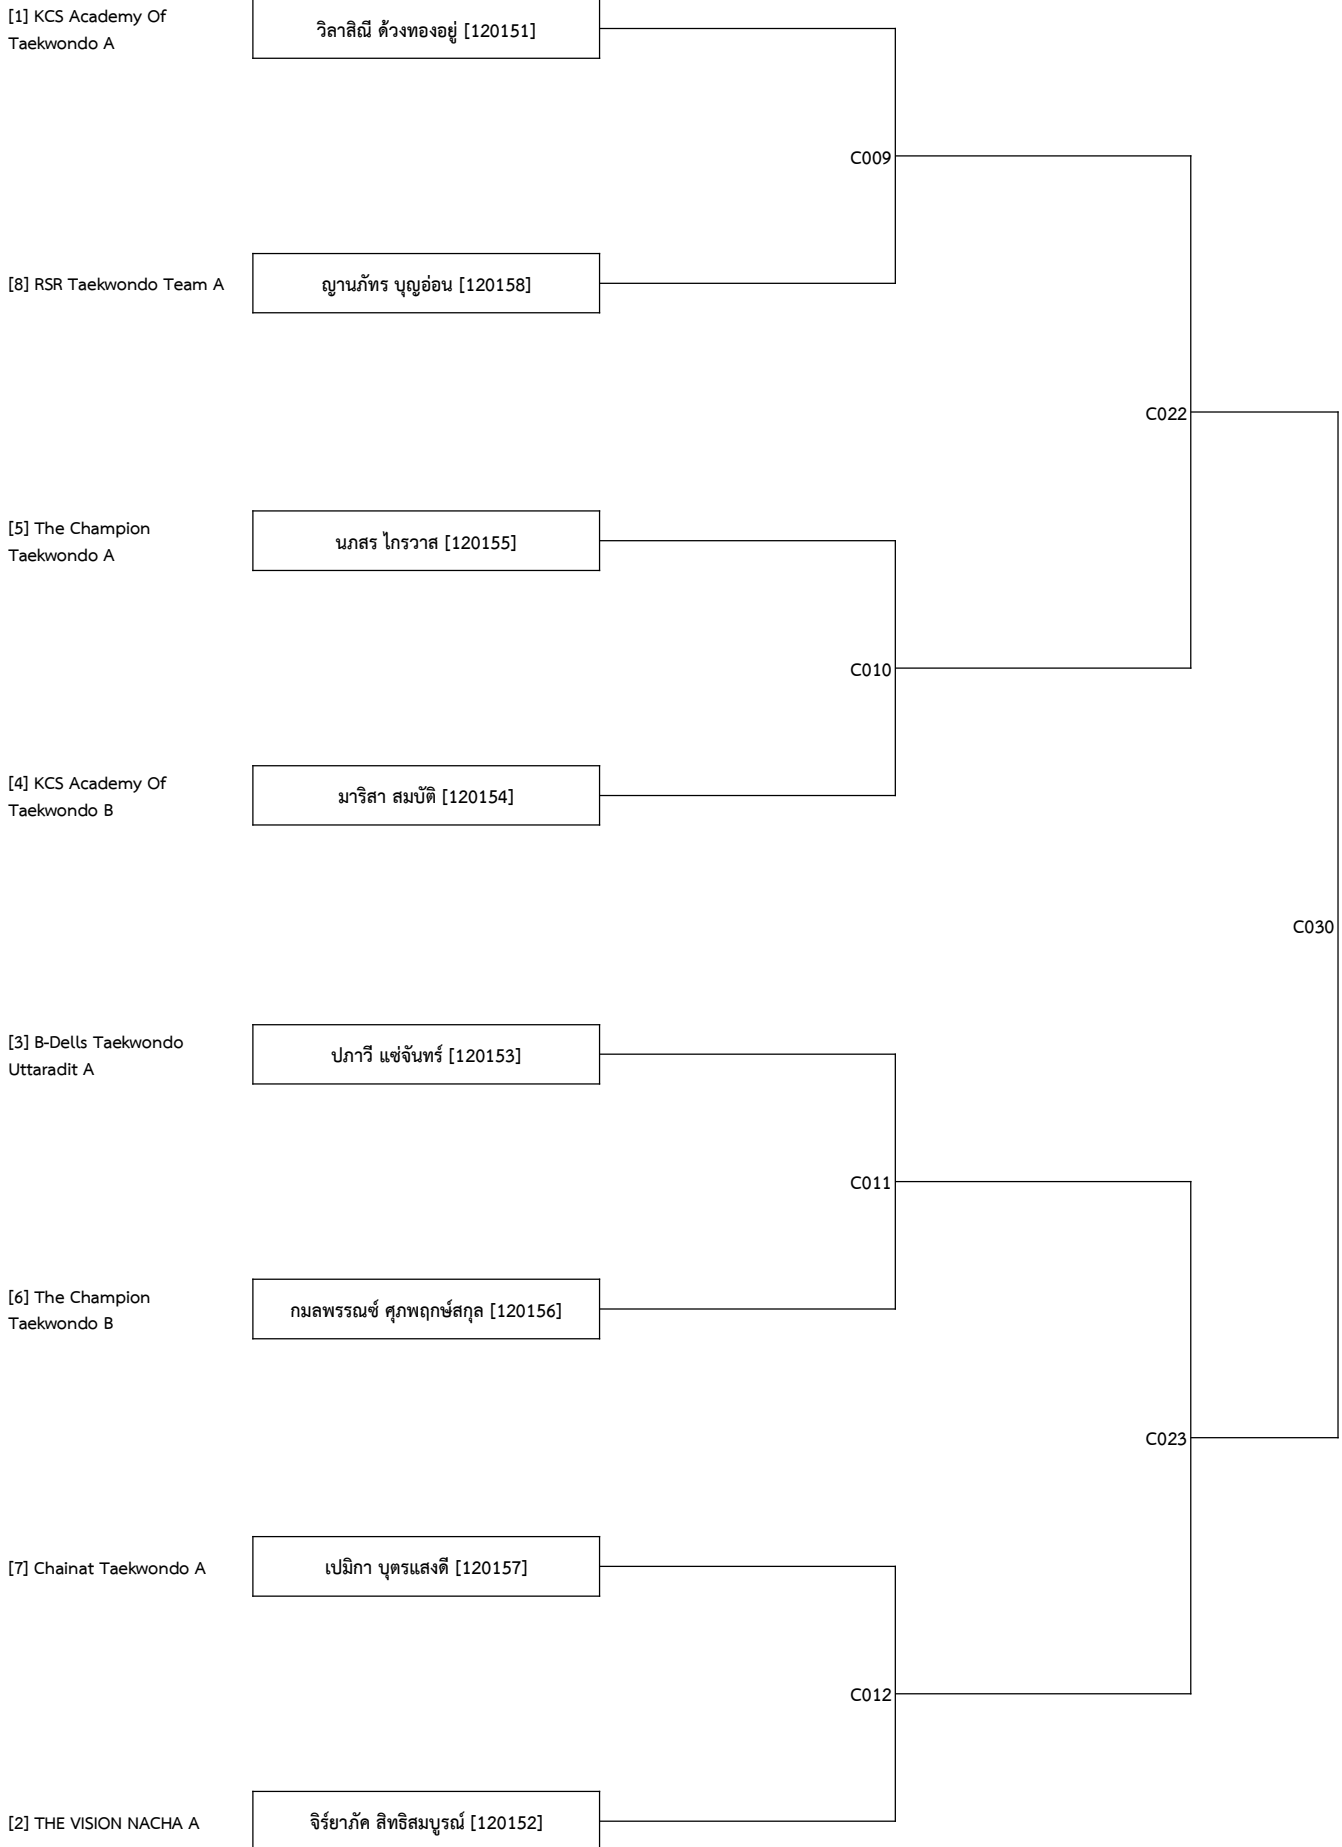 [1] KCS Academy Of
Taekwondo A
วิลาสิณี ด้วงทองอยู่ [120151]
C009
[8] RSR Taekwondo Team A
ญานภัทร บุญอ่อน [120158]
C022
[5] The Champion
Taekwondo A
นภสร ไกรวาส [120155]
C010
[4] KCS Academy Of
Taekwondo B
มาริสา สมบัติ [120154]
C030
[3] B-Dells Taekwondo
Uttaradit A
ปภาวี แซ่จันทร์ [120153]
C011
[6] The Champion
Taekwondo B
กมลพรรณซ์ ศุภพฤกษ์สกุล [120156]
C023
[7] Chainat Taekwondo A
เปมิกา บุตรแสงดี [120157]
C012
[2] THE VISION NACHA A
จิร์ยาภัค สิทธิสมบูรณ์ [120152]